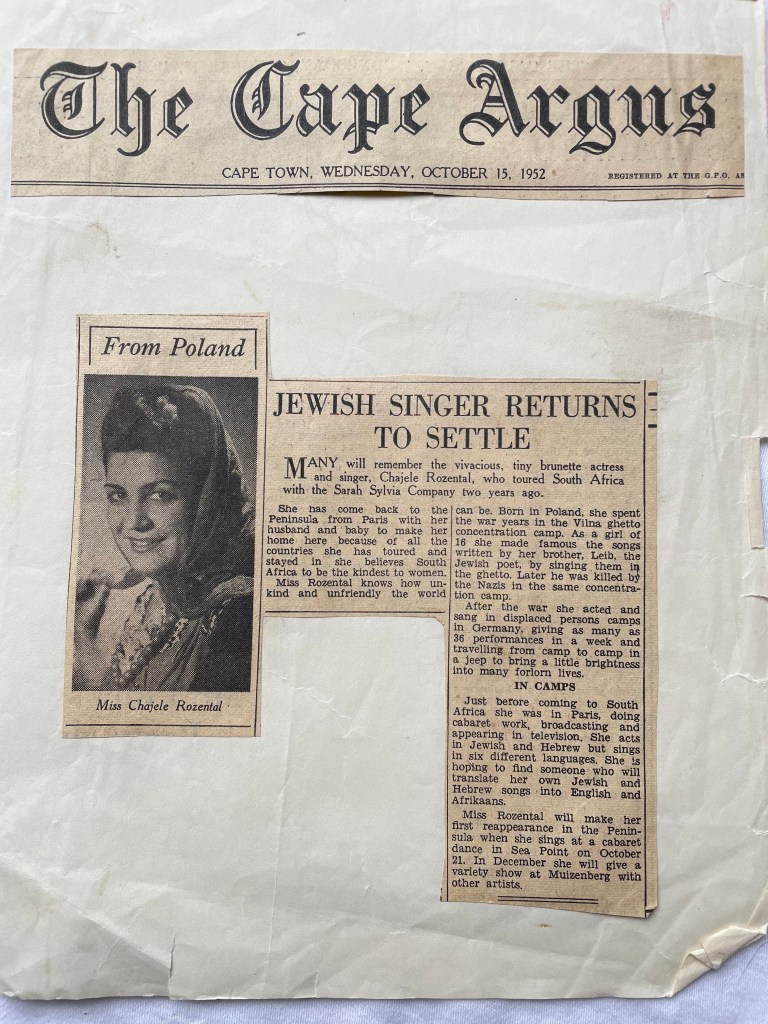 The Cape Argus
CAPE TOWN, WEDNESDAY, OCTOBER 15, 1952
REGISTERED AT THE G.P.O. AS
From Poland
Miss Chajele Rozental
JEWISH SINGER RETURNS
TO SETTLE
MANY will remember the vivacious, tiny brunette actress
and singer, Chajele Rozental, who toured South Africa
with the Sarah Sylvia Company two years ago.
She has come back to the
Peninsula from Paris with her
husband and baby to make her
home here because of all the
countries she has toured and
stayed in she believes South
Africa to be the kindest to women.
Miss Rozental knows how un-
kind and unfriendly the world
can be. Born in Poland, she spent
the war years in the Vilna ghetto
concentration camp. As a girl of
16 she made famous the songs
written by her brother, Leib, the
Jewish poet, by singing them in
the ghetto. Later he was killed by
the Nazis in the same concentra-
tion camp.
After the war she acted and
sang in displaced persons camps
in Germany, giving as many as
36 performances in a week and
travelling from camp to camp in
a jeep to bring a little brightness
into many forlorn lives.
IN CAMPS
Just before coming to South
Africa she was in Paris, doing
cabaret work, broadcasting and
appearing in television. She acts
in Jewish and Hebrew but sings
in six different languages. She is
hoping to find someone who will
translate her own Jewish and
Hebrew songs into English and
Afrikaans.
Miss Rozental will make her
first reappearance in the Penin-
sula when she sings at a cabaret
dance in Sea Point on October
21. In December she will give a
variety show at Muizenberg with
other artists.